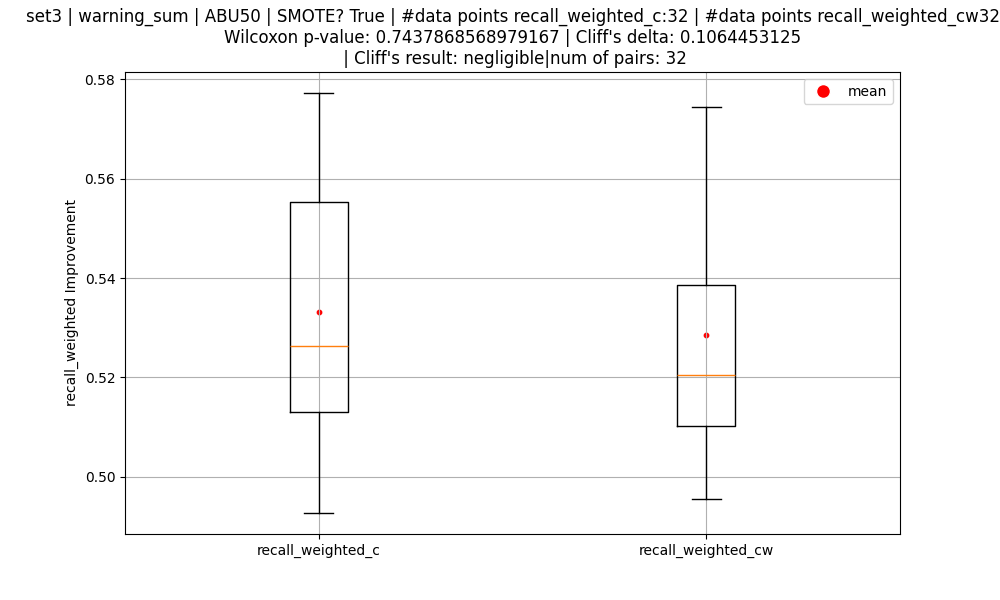 set3 | warning_sum | ABU50 | SMOTE? True | #data points recall_weighted_c:32 | #data points recall_weighted_cw32
Wilcoxon p-value: 0.7437868568979167 | Cliff's delta: 0.1064453125
| Cliff's result: negligible|num of pairs: 32
mean
recall_weighted Improvement
0.58
0.56
0.54
0.52
0.50
recall_weighted_c
recall_weighted_cw